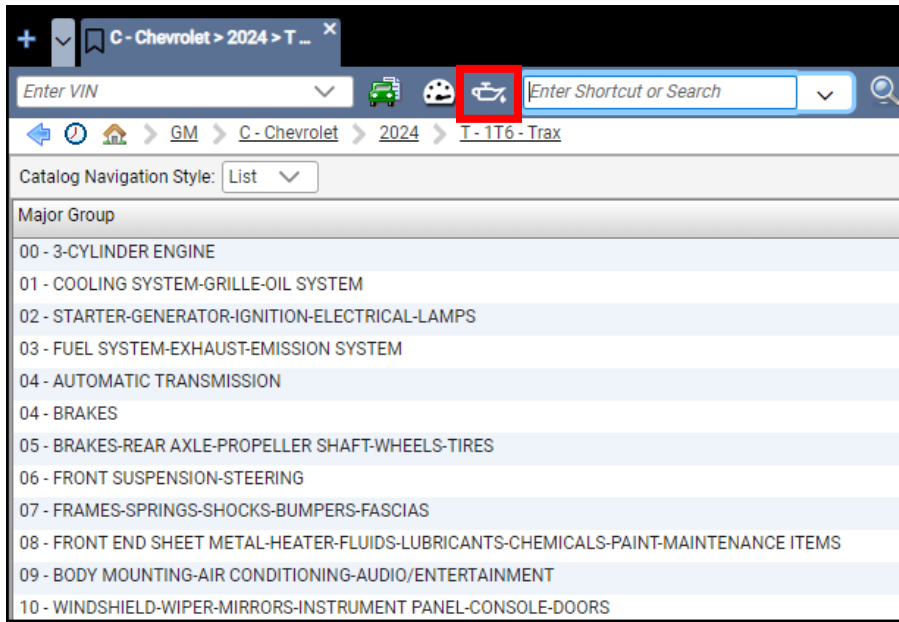 C - Chevrolet > 2024 > T ...
Enter VIN
Enter Shortcut or Search
GM
C - Chevrolet
2024
T - 1T6 - Trax
Catalog Navigation Style: List
Major Group
00 - 3-CYLINDER ENGINE
01 - COOLING SYSTEM-GRILLE-OIL SYSTEM
02 - STARTER-GENERATOR-IGNITION-ELECTRICAL-LAMPS
03 - FUEL SYSTEM-EXHAUST-EMISSION SYSTEM
04 - AUTOMATIC TRANSMISSION
04 - BRAKES
05 - BRAKES-REAR AXLE-PROPELLER SHAFT-WHEELS-TIRES
06 - FRONT SUSPENSION-STEERING
07 - FRAMES-SPRINGS-SHOCKS-BUMPERS-FASCIAS
08 - FRONT END SHEET METAL-HEATER-FLUIDS-LUBRICANTS-CHEMICALS-PAINT-MAINTENANCE ITEMS
09 - BODY MOUNTING-AIR CONDITIONING-AUDIO/ENTERTAINMENT
10 - WINDSHIELD-WIPER-MIRRORS-INSTRUMENT PANEL-CONSOLE-DOORS